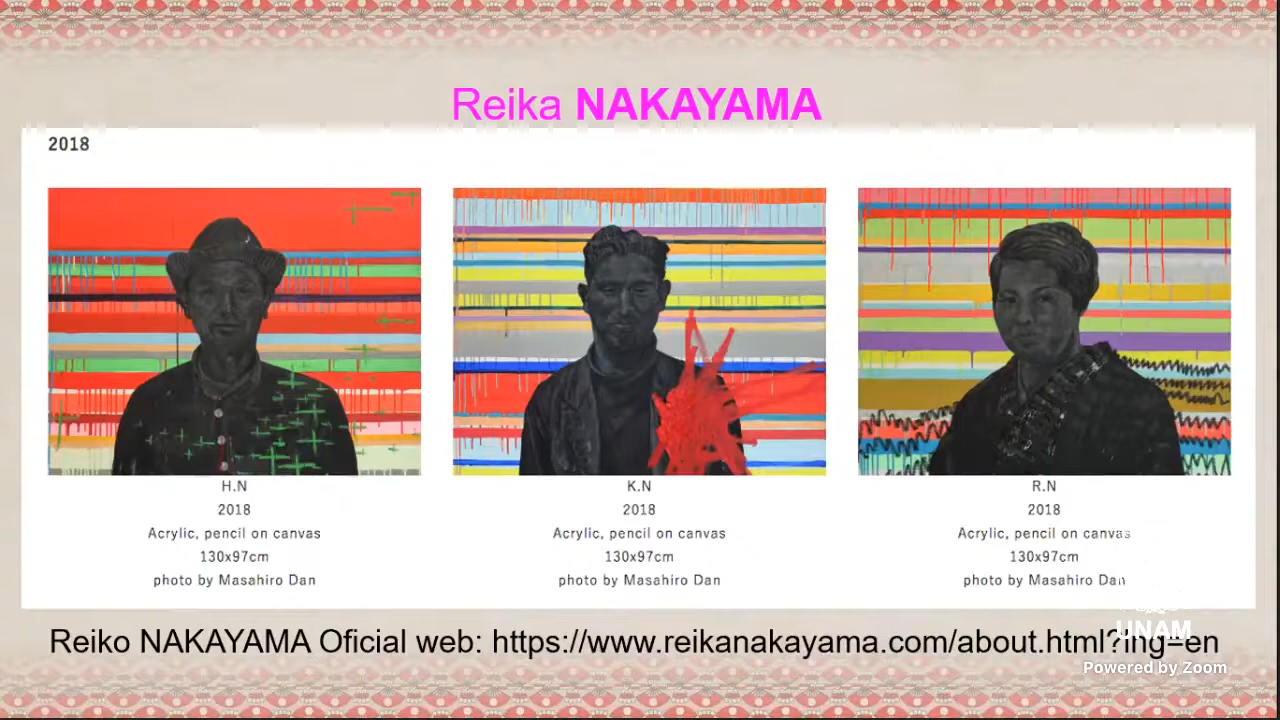 Reika NAKAYAMA
2018
H.N
2018
Acrylic, pencil on canvas
130x97cm
photo by Masahiro Dan
K.N
2018
Acrylic, pencil on canvas
130x97cm
photo by Masahiro Dan
R.N
2018
Acrylic, pencil on canvas
130x97cm
photo by Masahiro Dan
Reiko NAKAYAMA Oficial web: https://www.reikanakayama.com/about.html?lng=en
UNAM
Powered by Zoom